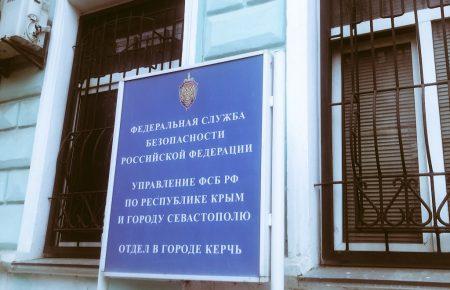 ФЕДЕРАЛЬНАЯ СЛУЖБА
БЕЗОПАСНОСТИ
РОССИЙСКОЙ ФЕДЕРАЦИИ
УПРАВЛЕНИЕ ФСБ РФ
ПО РЕСПУБЛИКЕ КРЫМ
И ГОРОДУ СЕВАСТОПОЛЮ
ОТДЕЛ В ГОРОДЕ КЕРЧЬ